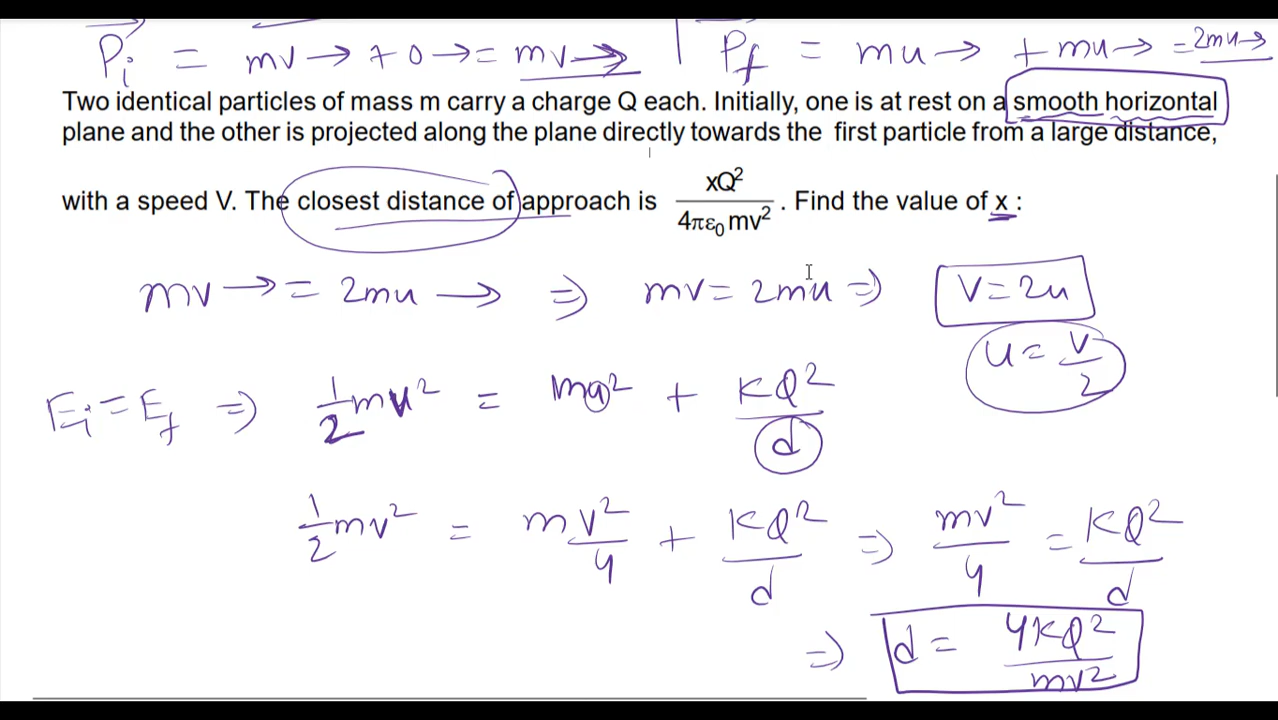 P⃗i = mv→ + 0→ = mv→ | P⃗f = mu→ + mu→ = 2mu→
Two identical particles of mass m carry a charge Q each. Initially, one is at rest on a smooth horizontal
plane and the other is projected along the plane directly towards the first particle from a large distance,
with a speed V. The closest distance of approach is xQ²/4πε₀mv². Find the value of x :
mv→ = 2mu→ ⇒ mv = 2mu ⇒ v = 2u
u = v/2
Ei = Ef ⇒ 1/2 mv² = mu² + KQ²/d
1/2 mv² = m v²/4 + KQ²/d ⇒ mv²/4 = KQ²/d
⇒ d = 4KQ²/mv²